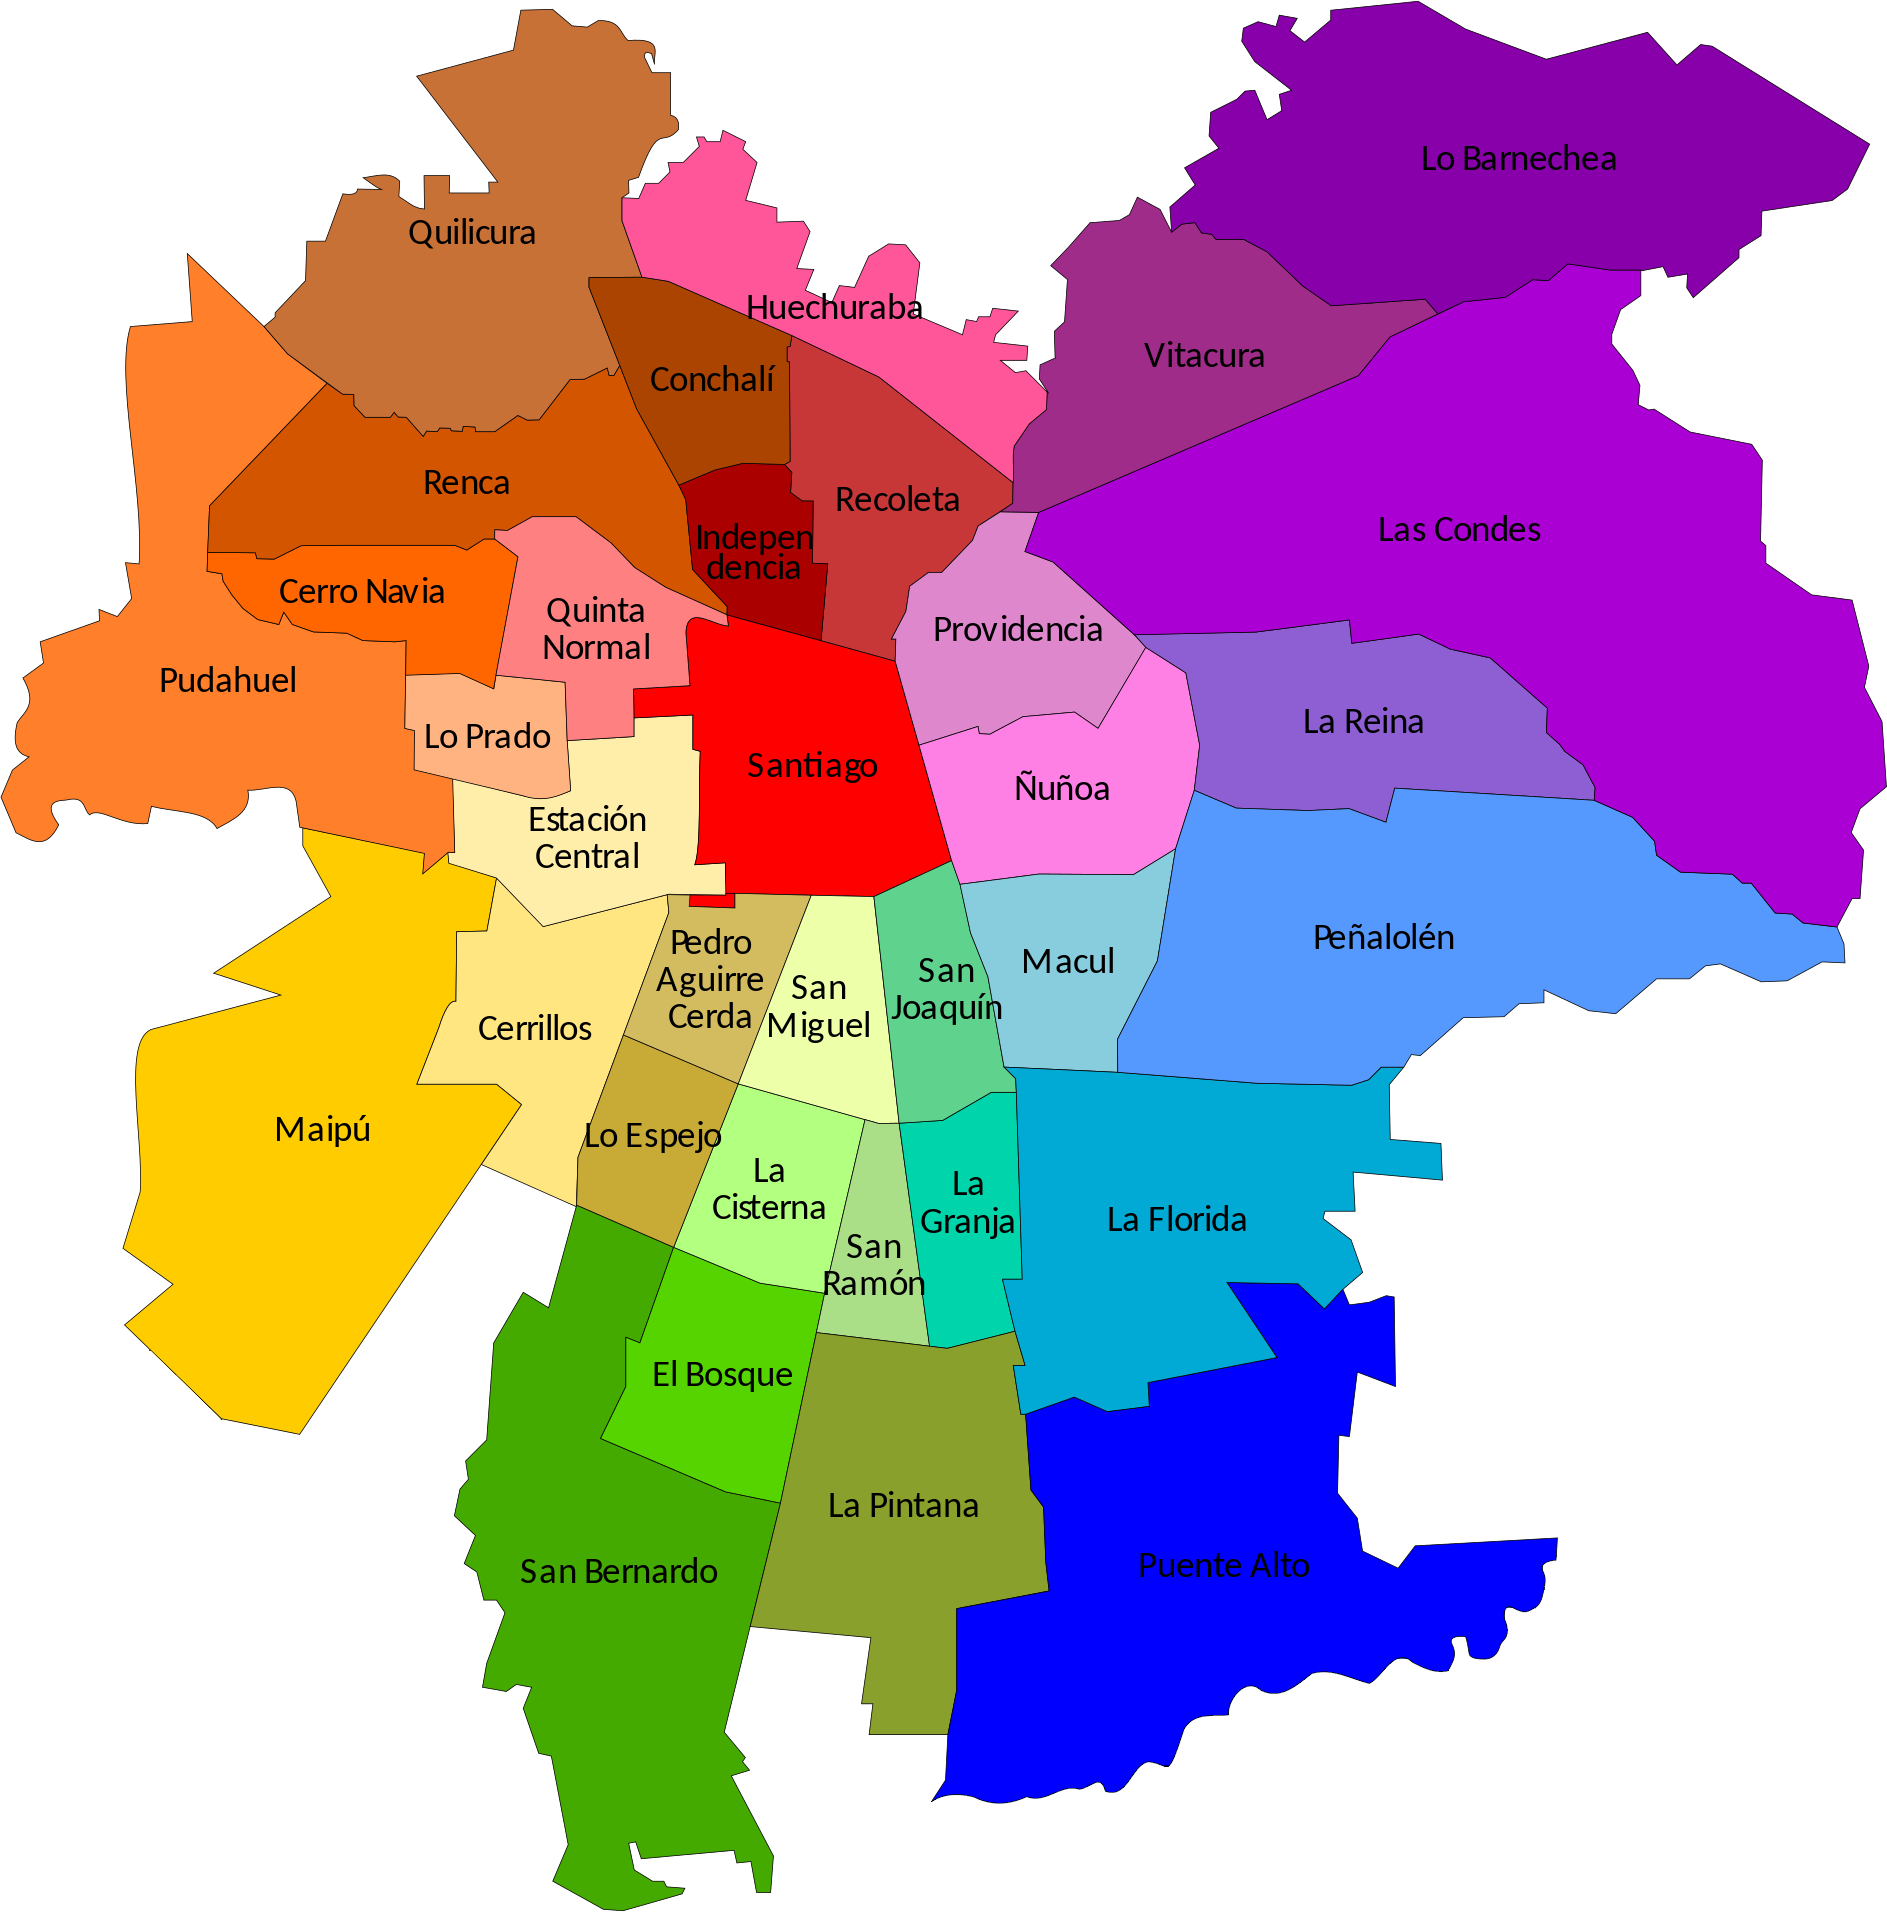 Lo Barnechea
Quilicura
Huechuraba
Vitacura
Conchalí
Renca
Recoleta
Las Condes
Indepen
dencia
Cerro Navia
Quinta
Normal
Providencia
Pudahuel
La Reina
Lo Prado
Santiago
Ñuñoa
Estación
Central
Peñalolén
Pedro
Aguirre
Cerda
Macul
San
Joaquín
San
Miguel
Cerrillos
Maipú
Lo Espejo
La
Cisterna
La
Granja
La Florida
San
Ramón
El Bosque
La Pintana
Puente Alto
San Bernardo